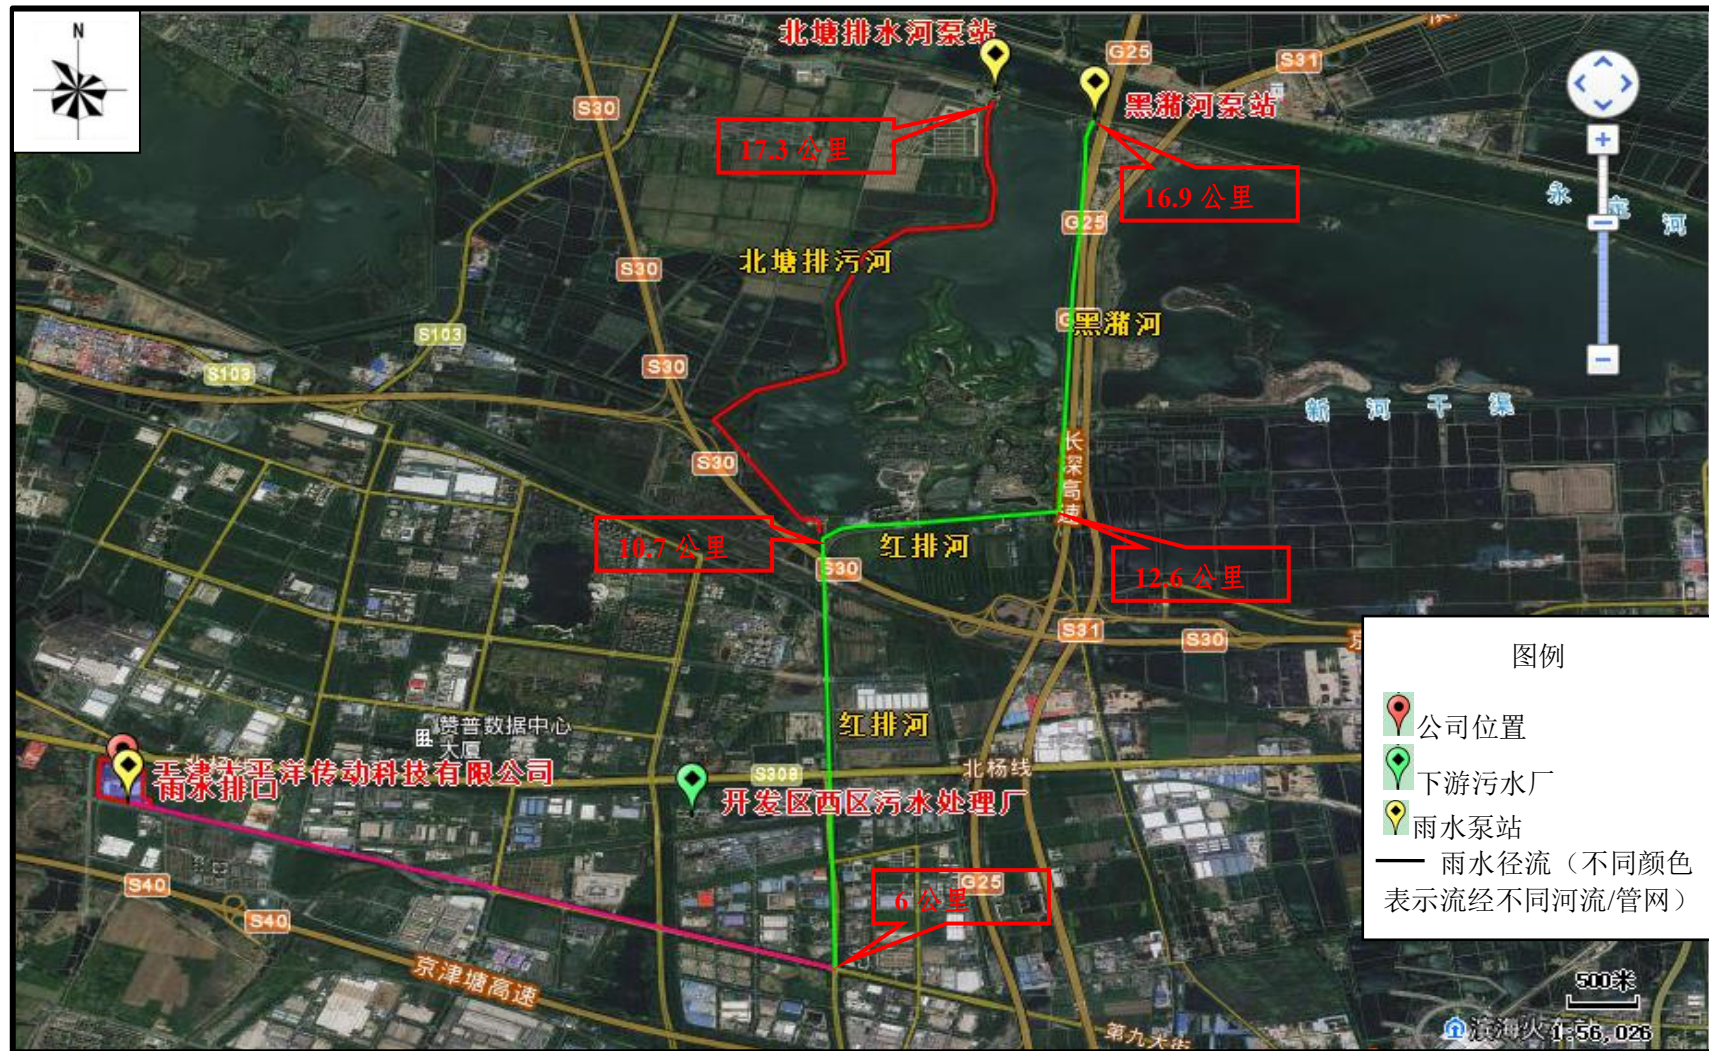 N
北塘排水河泵站
G25
S31
S30
黑潴河泵站
17.3 公里
16.9 公里
永定河
G25
北塘排污河
S30
黑潴河
S103
S30
S103
新河干渠
长深高速
S30
10.7 公里
红排河
S30
12.6 公里
S31
S30
图例
公司位置
下游污水厂
雨水泵站
雨水径流（不同颜色
表示流经不同河流/管网）
红排河
赞普数据中心
大厦
天津太平洋传动科技有限公司
雨水排口
S308
北杨线
开发区西区污水处理厂
S40
G25
6 公里
S40
京津塘高速
500米
第九大街
1:56,026